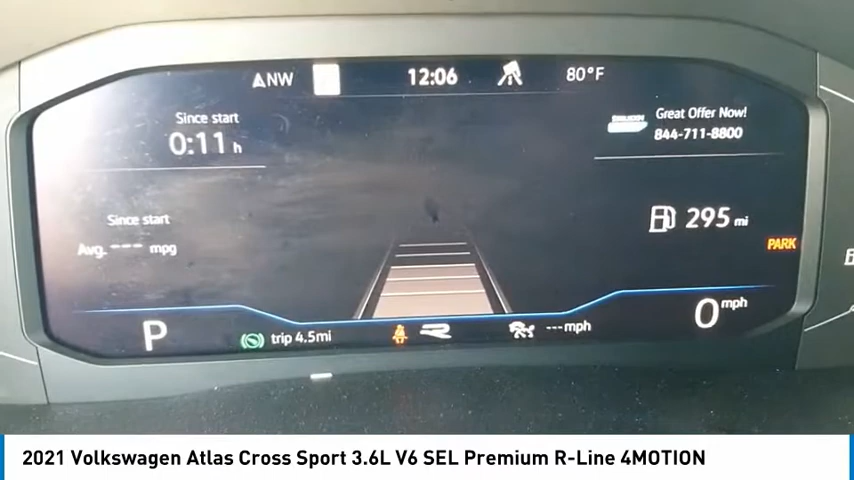 NW 12:06 80°F
Since start
0:11 h
Great Offer Now!
844-711-8800
Since start
Avg. --- mpg
295 mi
PARK
P
trip 4.5mi
---mph
0 mph
2021 Volkswagen Atlas Cross Sport 3.6L V6 SEL Premium R-Line 4MOTION